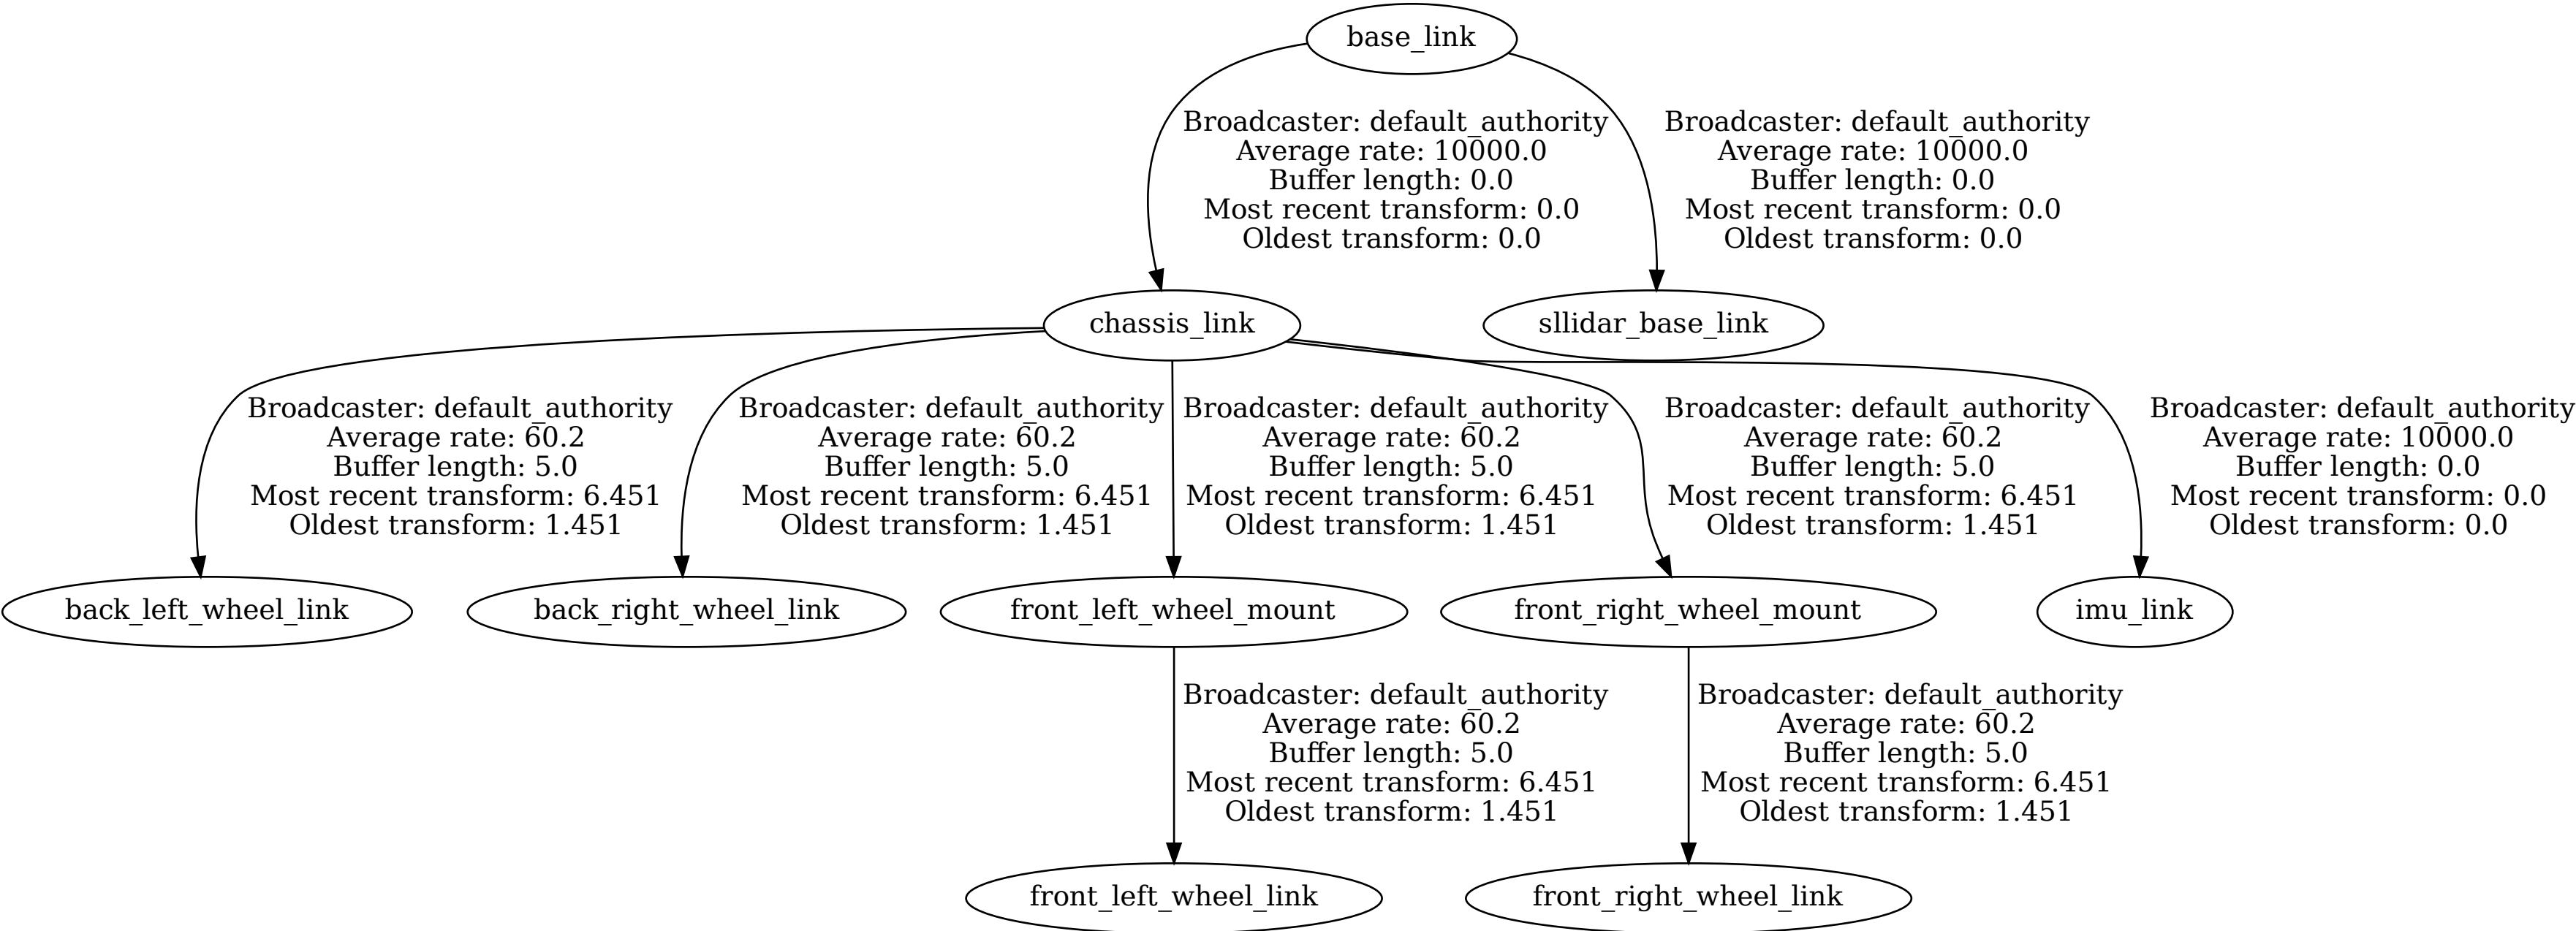 base_link
Broadcaster: default_authority
Average rate: 10000.0
Buffer length: 0.0
Most recent transform: 0.0
Oldest transform: 0.0
Broadcaster: default_authority
Average rate: 10000.0
Buffer length: 0.0
Most recent transform: 0.0
Oldest transform: 0.0
chassis_link
sllidar_base_link
Broadcaster: default_authority
Average rate: 60.2
Buffer length: 5.0
Most recent transform: 6.451
Oldest transform: 1.451
Broadcaster: default_authority
Average rate: 60.2
Buffer length: 5.0
Most recent transform: 6.451
Oldest transform: 1.451
Broadcaster: default_authority
Average rate: 60.2
Buffer length: 5.0
Most recent transform: 6.451
Oldest transform: 1.451
Broadcaster: default_authority
Average rate: 60.2
Buffer length: 5.0
Most recent transform: 6.451
Oldest transform: 1.451
Broadcaster: default_authority
Average rate: 10000.0
Buffer length: 0.0
Most recent transform: 0.0
Oldest transform: 0.0
back_left_wheel_link
back_right_wheel_link
front_left_wheel_mount
front_right_wheel_mount
imu_link
Broadcaster: default_authority
Average rate: 60.2
Buffer length: 5.0
Most recent transform: 6.451
Oldest transform: 1.451
Broadcaster: default_authority
Average rate: 60.2
Buffer length: 5.0
Most recent transform: 6.451
Oldest transform: 1.451
front_left_wheel_link
front_right_wheel_link